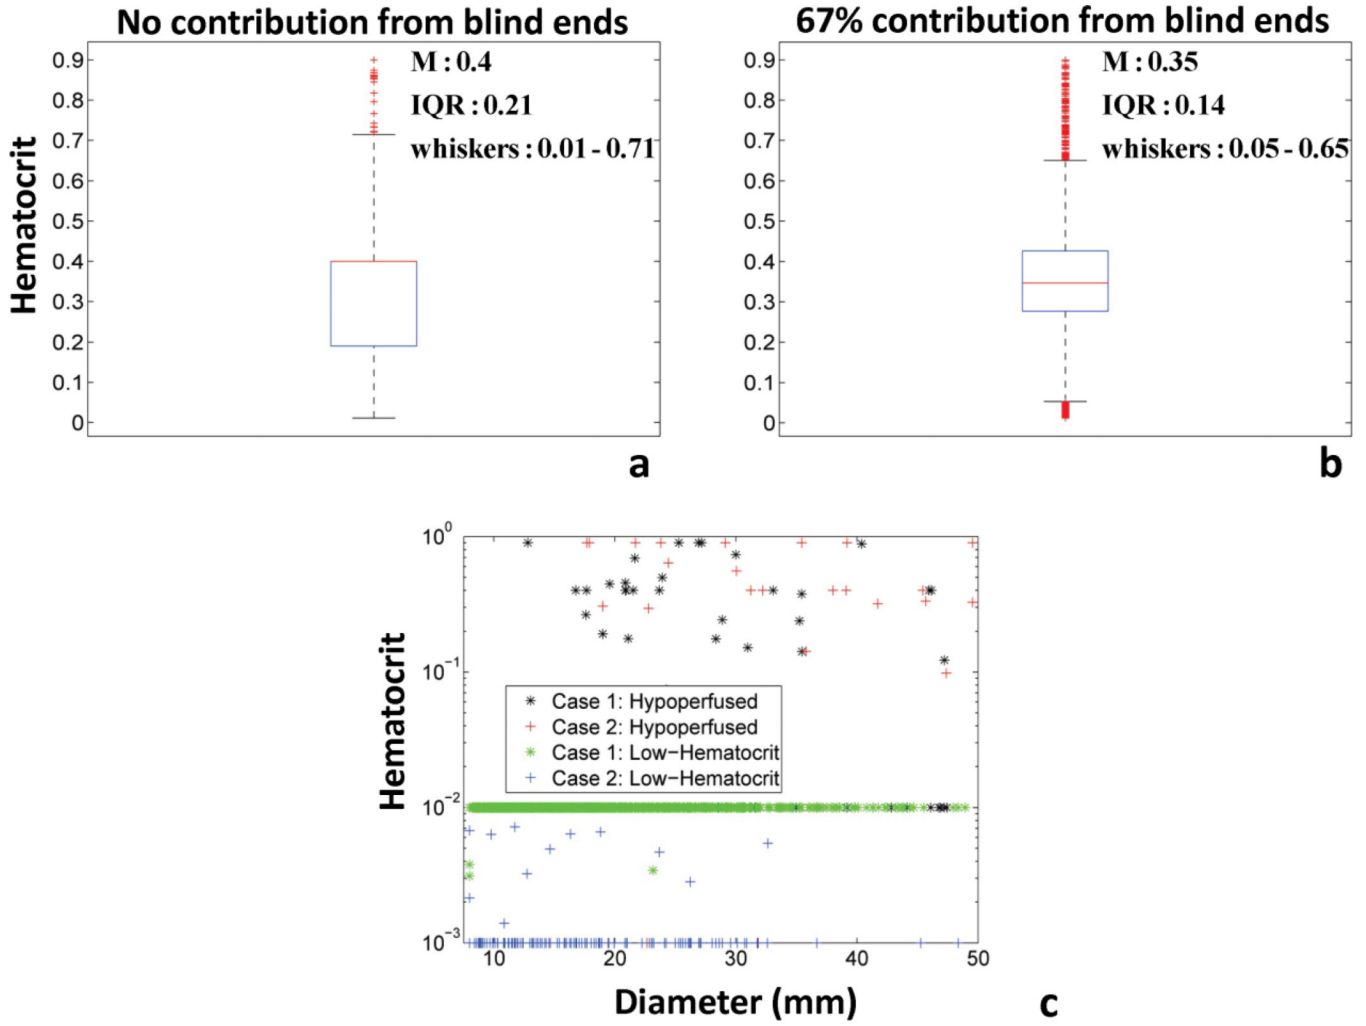 No contribution from blind ends
67% contribution from blind ends
0.9
0.8
0.7
0.6
0.5
0.4
0.3
0.2
0.1
0
Hematocrit
M : 0.4
IQR : 0.21
whiskers : 0.01 - 0.71
a
0.9
0.8
0.7
0.6
0.5
0.4
0.3
0.2
0.1
0
M : 0.35
IQR : 0.14
whiskers : 0.05 - 0.65
b
10⁰
10⁻¹
10⁻²
10⁻³
Hematocrit
Case 1: Hypoperfused
Case 2: Hypoperfused
Case 1: Low−Hematocrit
Case 2: Low−Hematocrit
10 20 30 40 50
Diameter (mm)
c